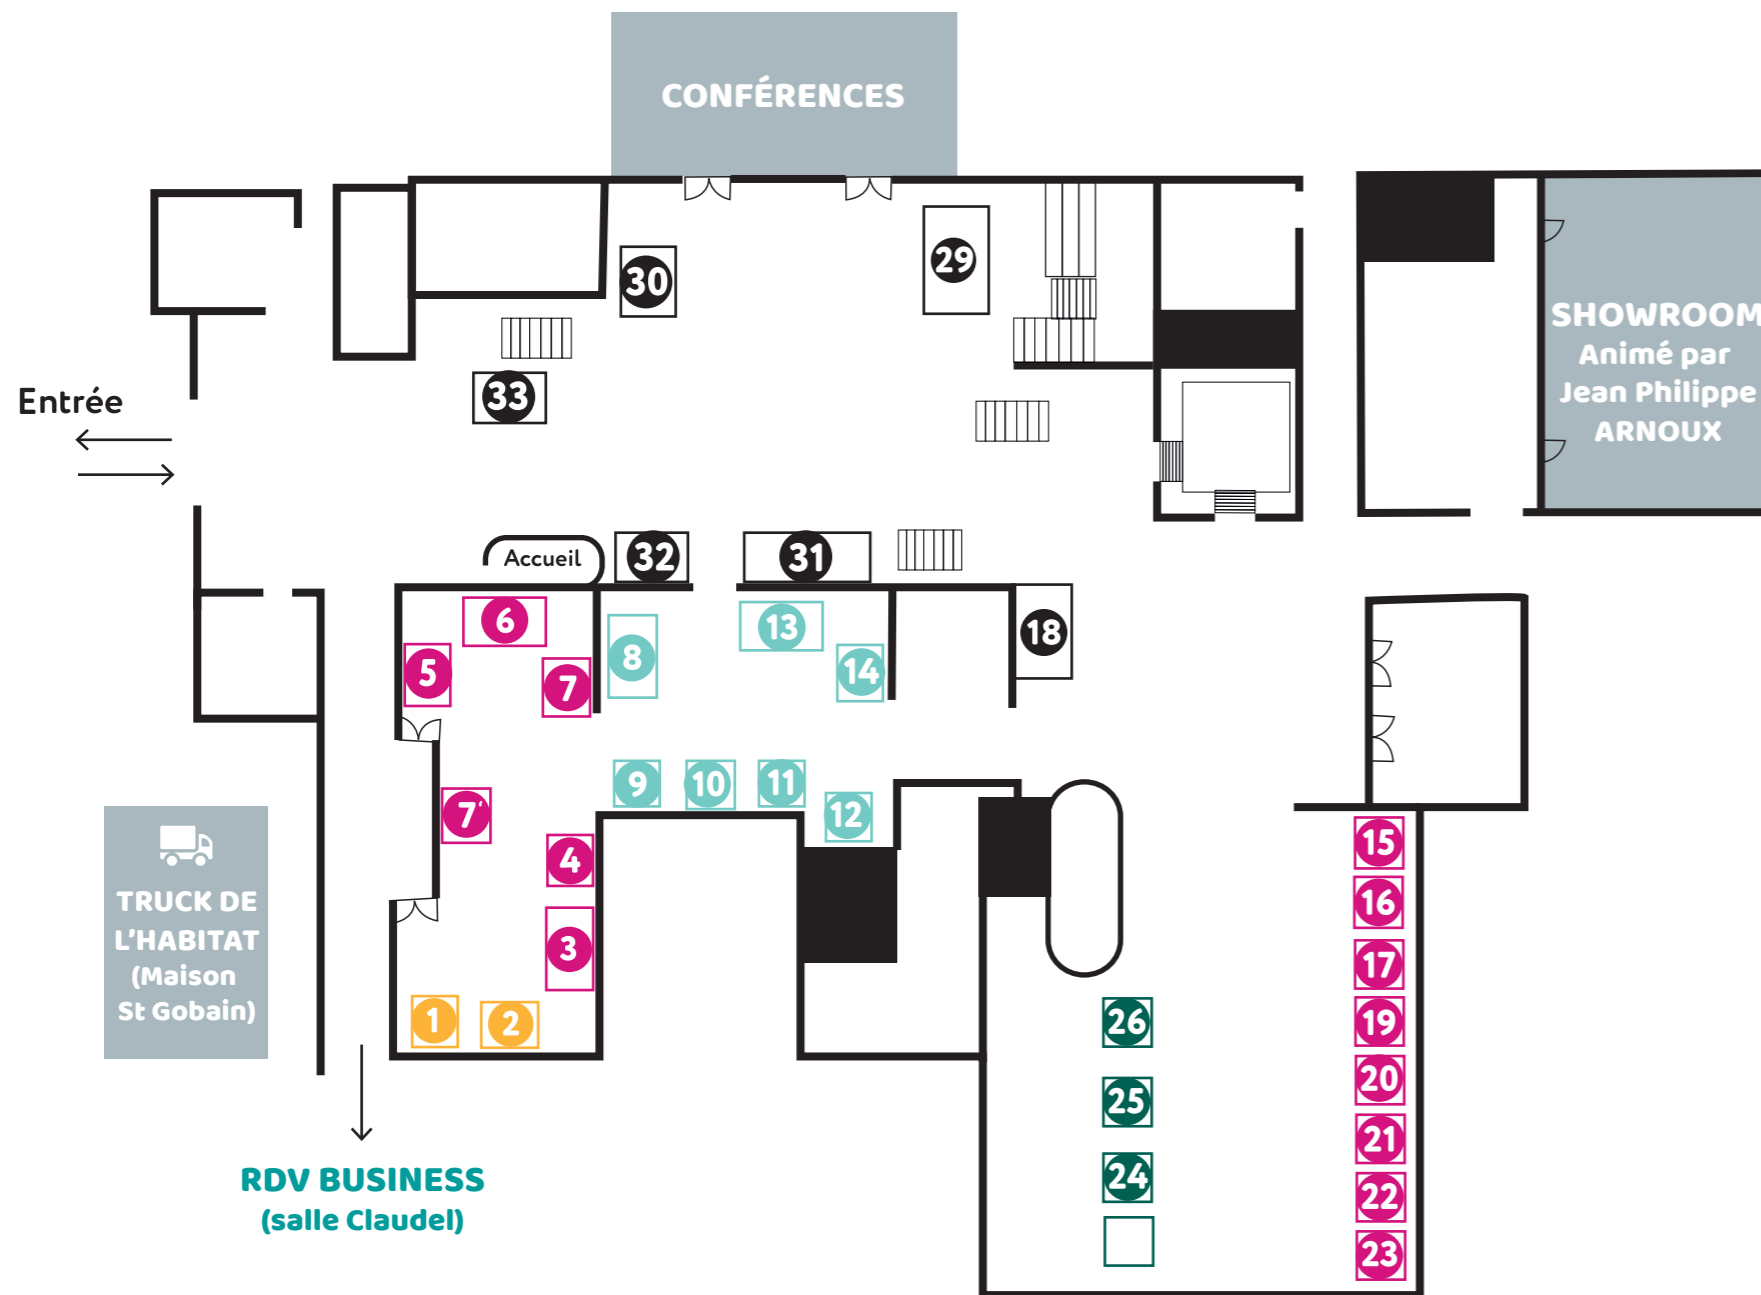 CONFÉRENCES
30
29
SHOWROOM
Animé par
Jean Philippe
ARNOUX
Entrée
33
Accueil
32
31
6
5
7
8
13
14
18
7'
9
10
11
12
4
3
1
2
TRUCK DE
L'HABITAT
(Maison
St Gobain)
RDV BUSINESS
(salle Claudel)
15
16
17
19
20
21
22
23
26
25
24